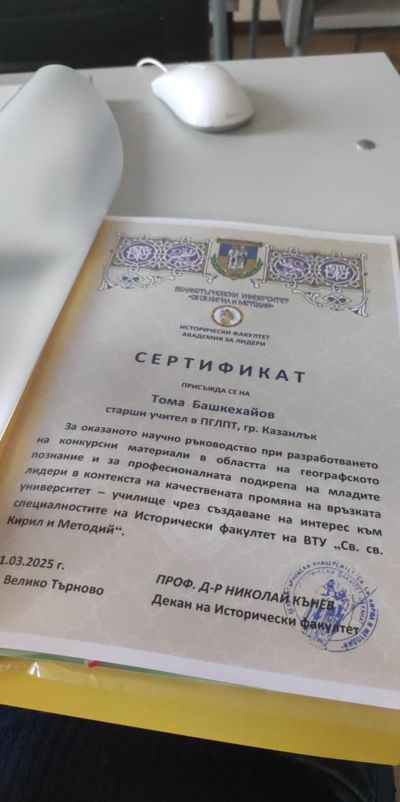 ВЕЛИКОТЪРНОВСКИ УНИВЕРСИТЕТ
"СВ. СВ. КИРИЛ И МЕТОДИЙ"
ИСТОРИЧЕСКИ ФАКУЛТЕТ
АКАДЕМИЯ ЗА ЛИДЕРИ
СЕРТИФИКАТ
ПРИСЪЖДА СЕ НА
Тома Башкехайов
старши учител в ПГЛПТ, гр. Казанлък
За оказаното научно ръководство при разработването
на конкурсни материали в областта на географското
познание и за професионалната подкрепа на младите
лидери в контекста на качествената промяна на връзката
университет – училище чрез създаване на интерес към
специалностите на Исторически факултет на ВТУ „Св. св.
Кирил и Методий“.
1.03.2025 г.
Велико Търново
ПРОФ. Д-Р НИКОЛАЙ КЪНЕВ
Декан на Исторически факултет